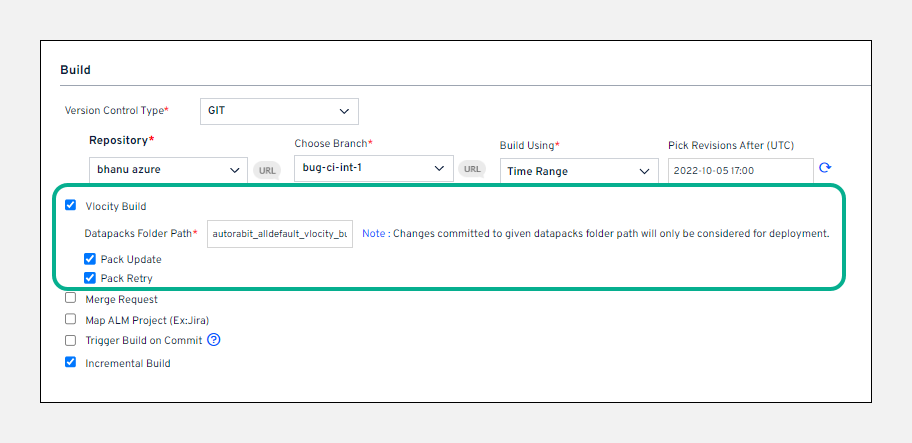 Build
Version Control Type* GIT
Repository* Choose Branch* Build Using* Pick Revisions After (UTC)
bhanu azure URL bug-ci-int-1 URL Time Range 2022-10-05 17:00
Vlocity Build
Datapacks Folder Path* autorabit_alldefault_vlocity_bu Note : Changes committed to given datapacks folder path will only be considered for deployment.
Pack Update
Pack Retry
Merge Request
Map ALM Project (Ex:Jira)
Trigger Build on Commit ?
Incremental Build